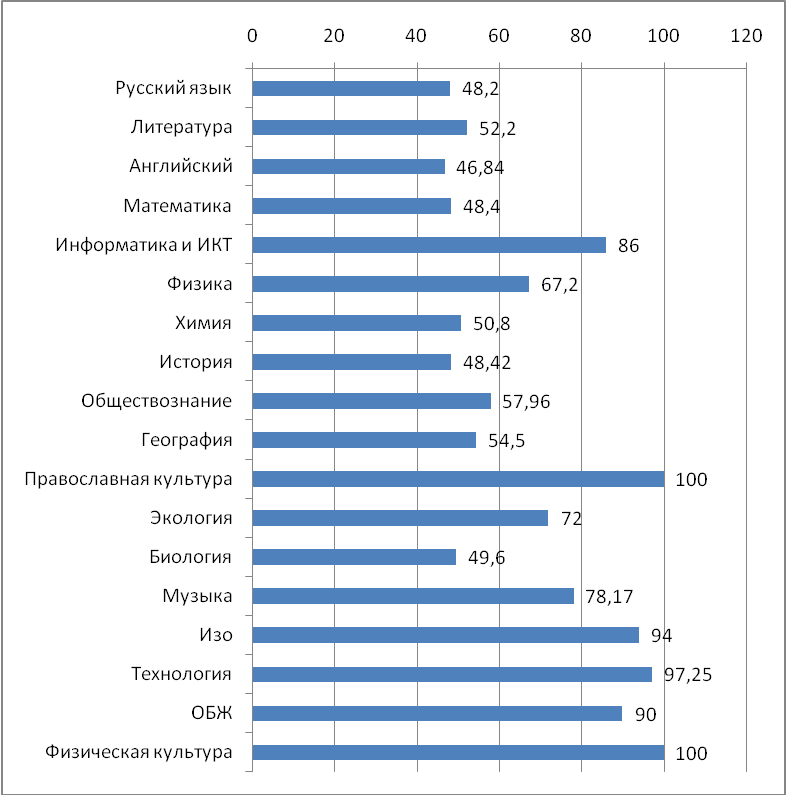 0 20 40 60 80 100 120
Русский язык 48,2
Литература 52,2
Английский 46,84
Математика 48,4
Информатика и ИКТ 86
Физика 67,2
Химия 50,8
История 48,42
Обществознание 57,96
География 54,5
Православная культура 100
Экология 72
Биология 49,6
Музыка 78,17
Изо 94
Технология 97,25
ОБЖ 90
Физическая культура 100